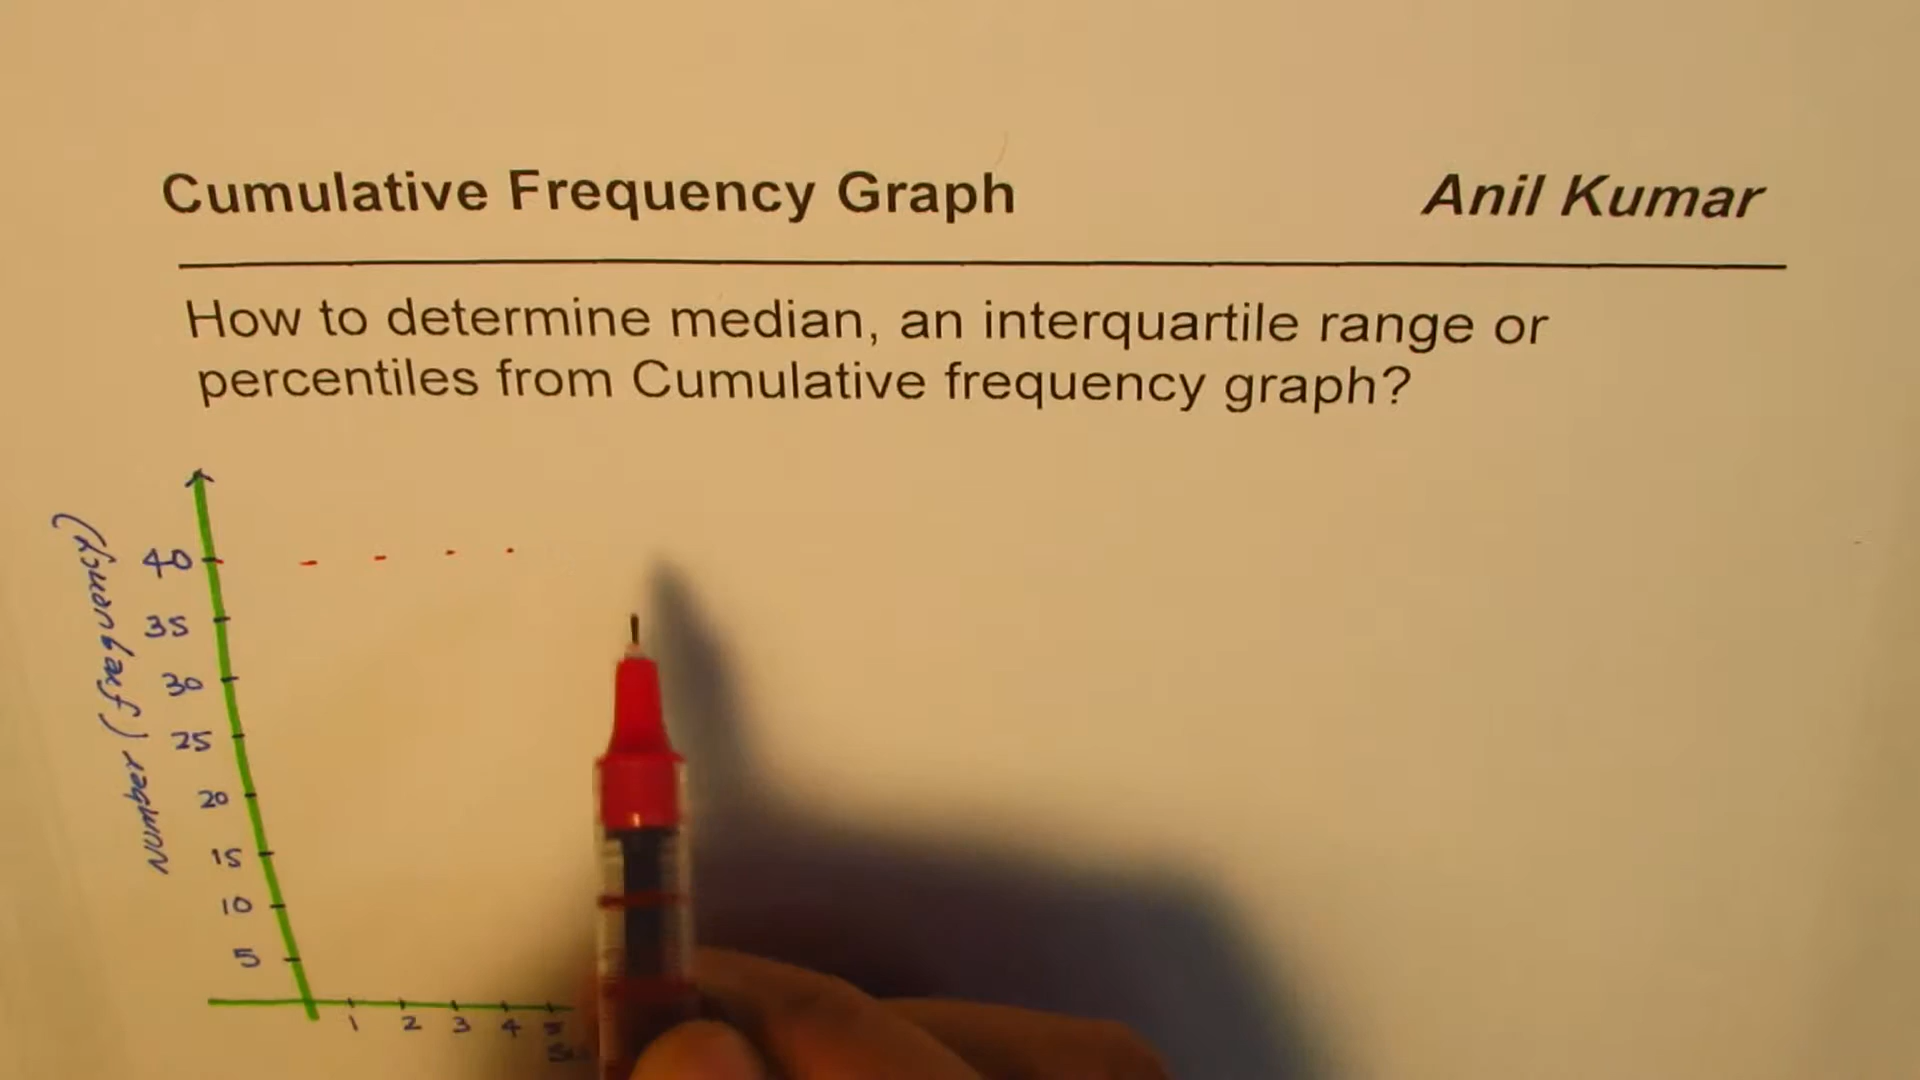 Cumulative Frequency Graph
Anil Kumar
How to determine median, an interquartile range or
percentiles from Cumulative frequency graph?
Number (frequency)
40
35
30
25
20
15
10
5
1 2 3 4